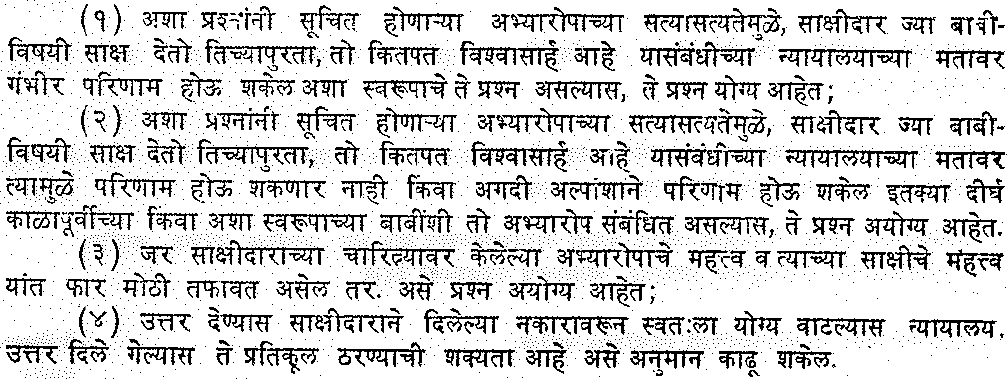 (१) अशा प्रश्नांनी सूचित होणाऱ्या अभ्यारोपाच्या सत्यासत्यतेमुळे, साक्षीदार ज्या बाबी-
विषयी साक्ष देतो तिच्यापुरता, तो कितपत विश्वासार्ह आहे यासंबंधीच्या न्यायालयाच्या मतावर
गंभीर परिणाम होऊ शकेल अशा स्वरूपाचे ते प्रश्न असल्यास, ते प्रश्न योग्य आहेत;
(२) अशा प्रश्नांनी सूचित होणाऱ्या अभ्यारोपाच्या सत्यासत्यतेमुळे, साक्षीदार ज्या बाबी-
विषयी साक्ष देतो तिच्यापुरता, तो कितपत विश्वासार्ह आहे यासंबंधीच्या न्यायालयाच्या मतावर
त्यामुळे परिणाम होऊ शकणार नाही किंवा अगदी अल्पांशाने परिणाम होऊ शकेल इतक्या दीर्घ
काळापूर्वीच्या किंवा अशा स्वरूपाच्या बाबींशी तो अभ्यारोप संबंधित असल्यास, ते प्रश्न अयोग्य आहेत.
(३) जर साक्षीदाराच्या चारित्र्यावर केलेल्या अभ्यारोपाचे महत्त्व व त्याच्या साक्षीचे महत्त्व
यांत फार मोठी तफावत असेल तर. असे प्रश्न अयोग्य आहेत;
(४) उत्तर देण्यास साक्षीदाराने दिलेल्या नकारावरून स्वतःला योग्य वाटल्यास न्यायालय,
उत्तर दिले गेल्यास ते प्रतिकूल ठरण्याची शक्यता आहे असे अनुमान काढू शकेल.